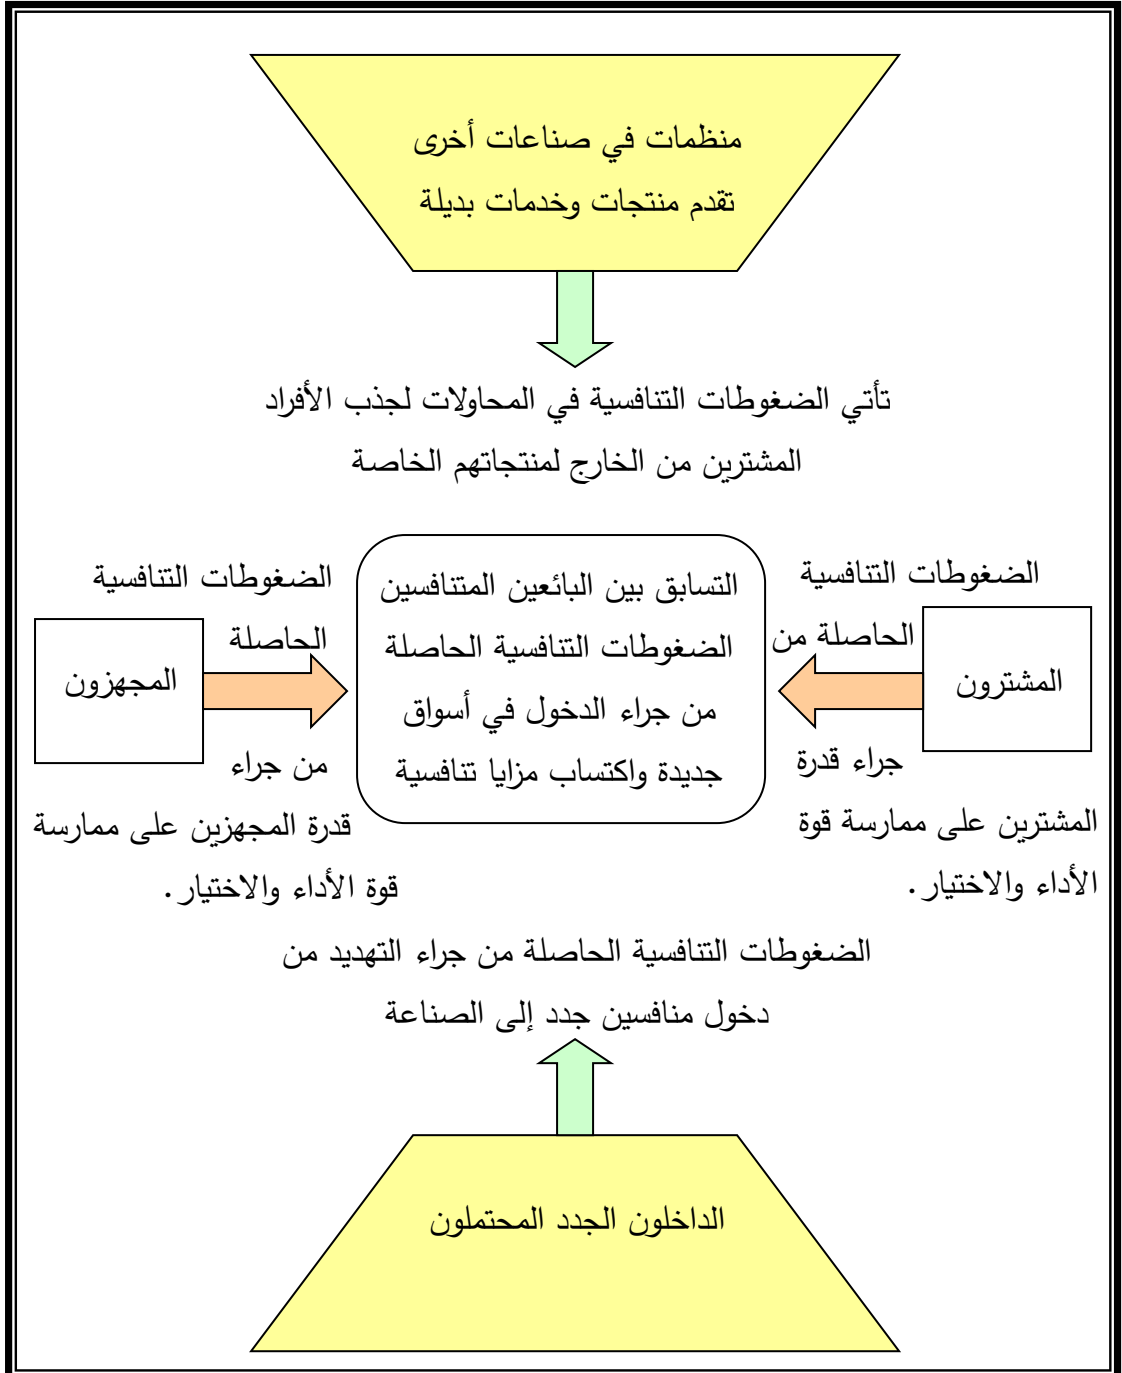 منظمات في صناعات أخرى
تقدم منتجات وخدمات بديلة
تأتي الضغوطات التنافسية في المحاولات لجذب الأفراد
المشترين من الخارج لمنتجاتهم الخاصة
الضغوطات التنافسية
الحاصلة من
المشترون
جراء قدرة
المشترين على ممارسة قوة
الأداء والاختيار.
التسابق بين البائعين المتنافسين
الضغوطات التنافسية الحاصلة
من جراء الدخول في أسواق
جديدة واكتساب مزايا تنافسية
الضغوطات التنافسية
الحاصلة
المجهزون
من جراء
قدرة المجهزين على ممارسة
قوة الأداء والاختيار.
الضغوطات التنافسية الحاصلة من جراء التهديد من
دخول منافسين جدد إلى الصناعة
الداخلون الجدد المحتملون